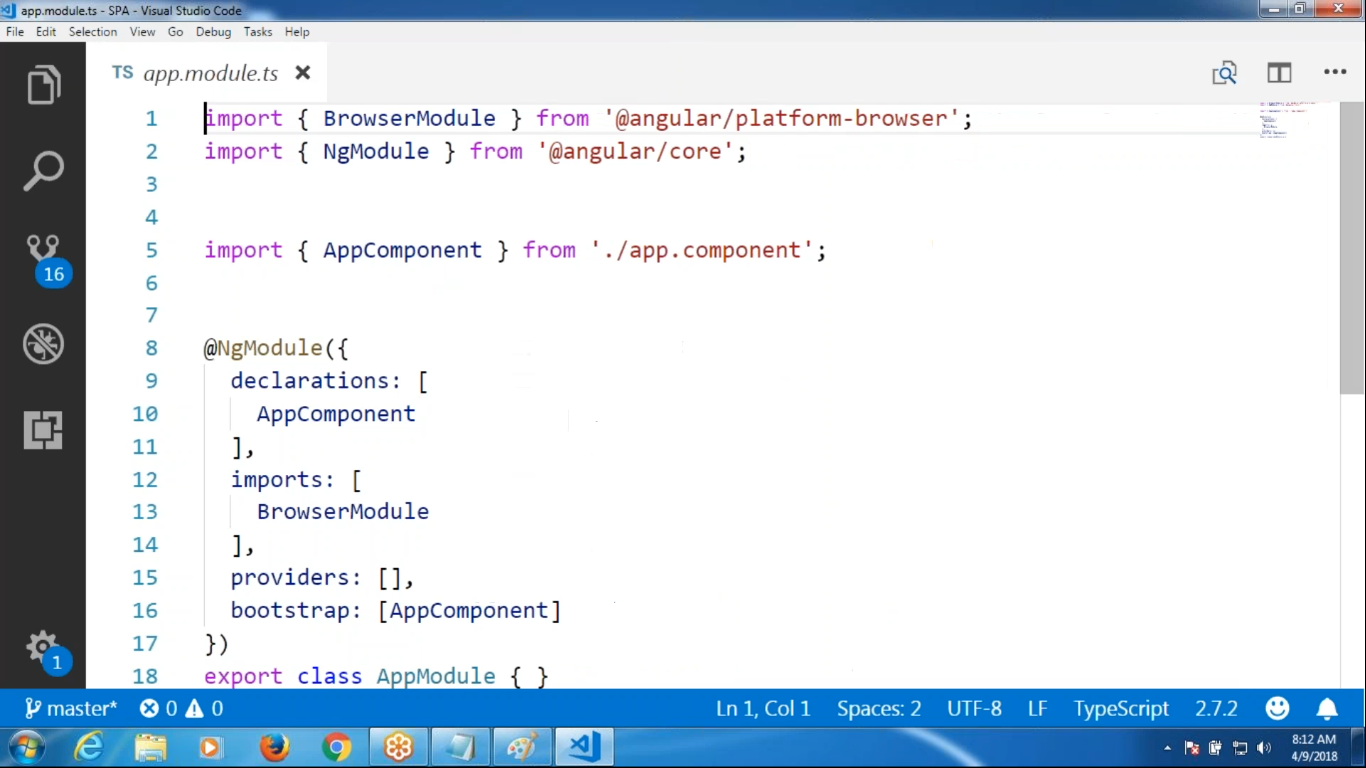 app.module.ts - SPA - Visual Studio Code
File Edit Selection View Go Debug Tasks Help
TS app.module.ts
1 import { BrowserModule } from '@angular/platform-browser';
2 import { NgModule } from '@angular/core';
3
4
5 import { AppComponent } from './app.component';
6
7
8 @NgModule({
9 declarations: [
10 AppComponent
11 ],
12 imports: [
13 BrowserModule
14 ],
15 providers: [],
16 bootstrap: [AppComponent]
17 })
18 export class AppModule { }
16
1
master* 0 0 Ln 1, Col 1 Spaces: 2 UTF-8 LF TypeScript 2.7.2
8:12 AM
4/9/2018